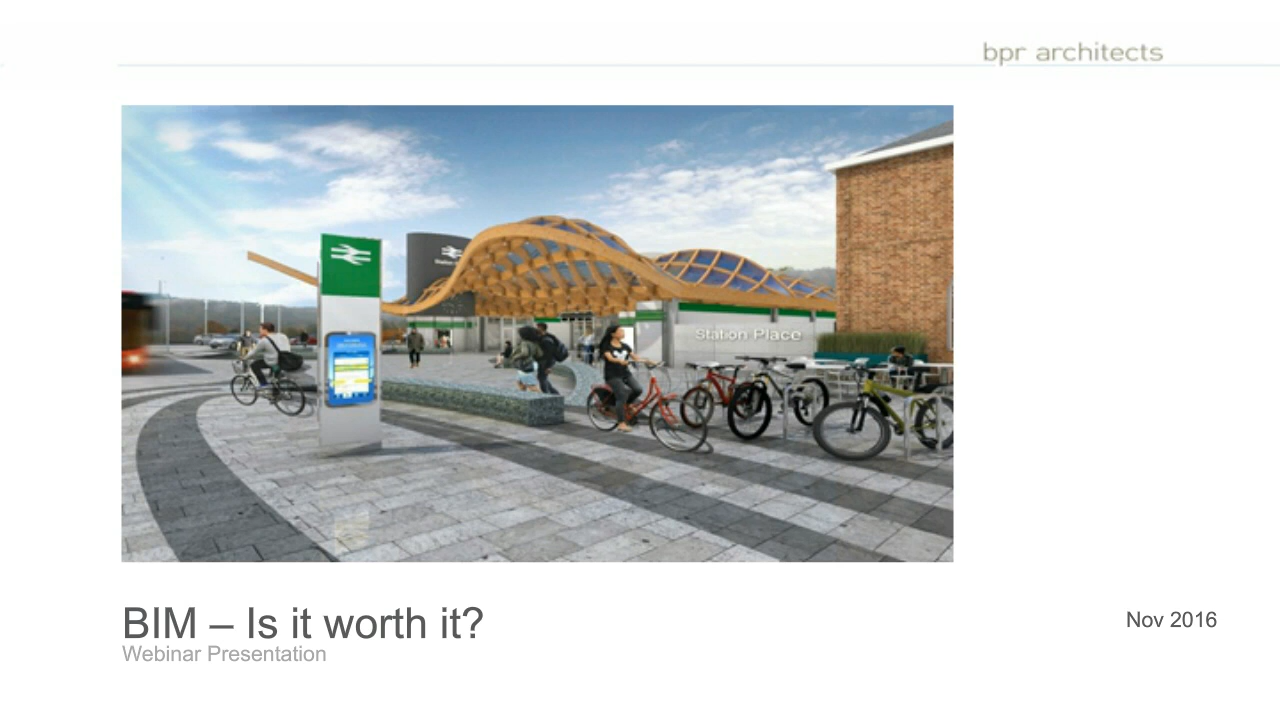 bpr architects
Station Place
BIM – Is it worth it?
Nov 2016
Webinar Presentation